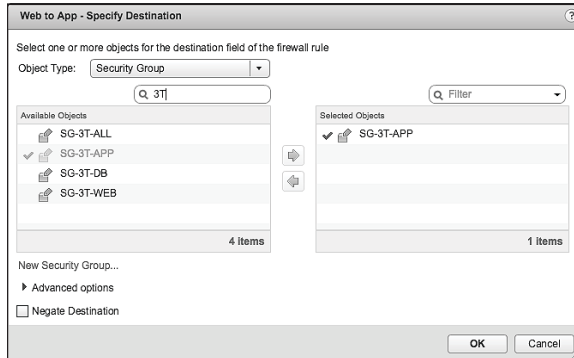 Web to App - Specify Destination
?
Select one or more objects for the destination field of the firewall rule
Object Type: Security Group
3T
Filter
Available Objects
SG-3T-ALL
SG-3T-APP
SG-3T-DB
SG-3T-WEB
4 items
Selected Objects
SG-3T-APP
1 items
New Security Group...
Advanced options
Negate Destination
OK Cancel